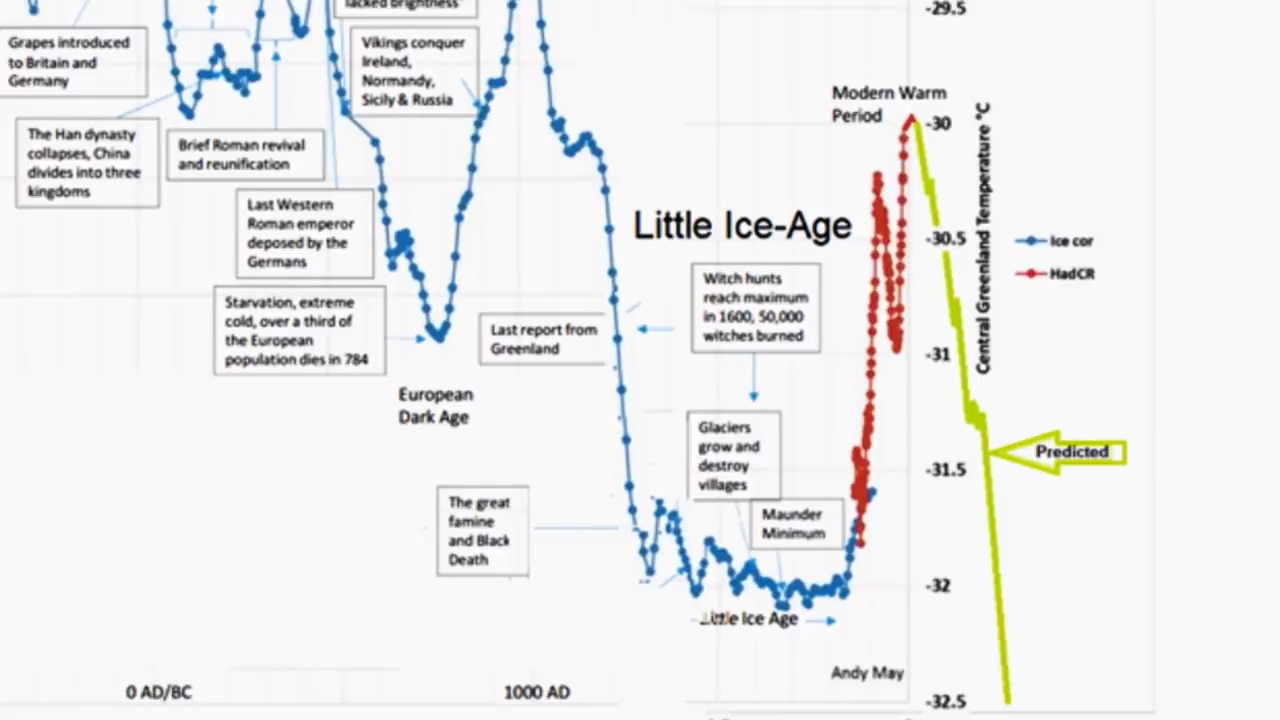 lacked brightness"
-29.5
Grapes introduced
to Britain and
Germany
Vikings conquer
Ireland,
Normandy,
Sicily & Russia
Modern Warm
Period
-30
The Han dynasty
collapses, China
divides into three
kingdoms
Brief Roman revival
and reunification
Central Greenland Temperature °C
Last Western
Roman emperor
deposed by the
Germans
Little Ice-Age
-30.5
Ice cor
HadCR
Witch hunts
reach maximum
in 1600, 50,000
witches burned
Starvation, extreme
cold, over a third of
the European
population dies in 784
Last report from
Greenland
-31
European
Dark Age
Glaciers
grow and
destroy
villages
Predicted
-31.5
The great
famine
and Black
Death
Maunder
Minimum
-32
Little Ice Age
Andy May
0 AD/BC
1000 AD
-32.5